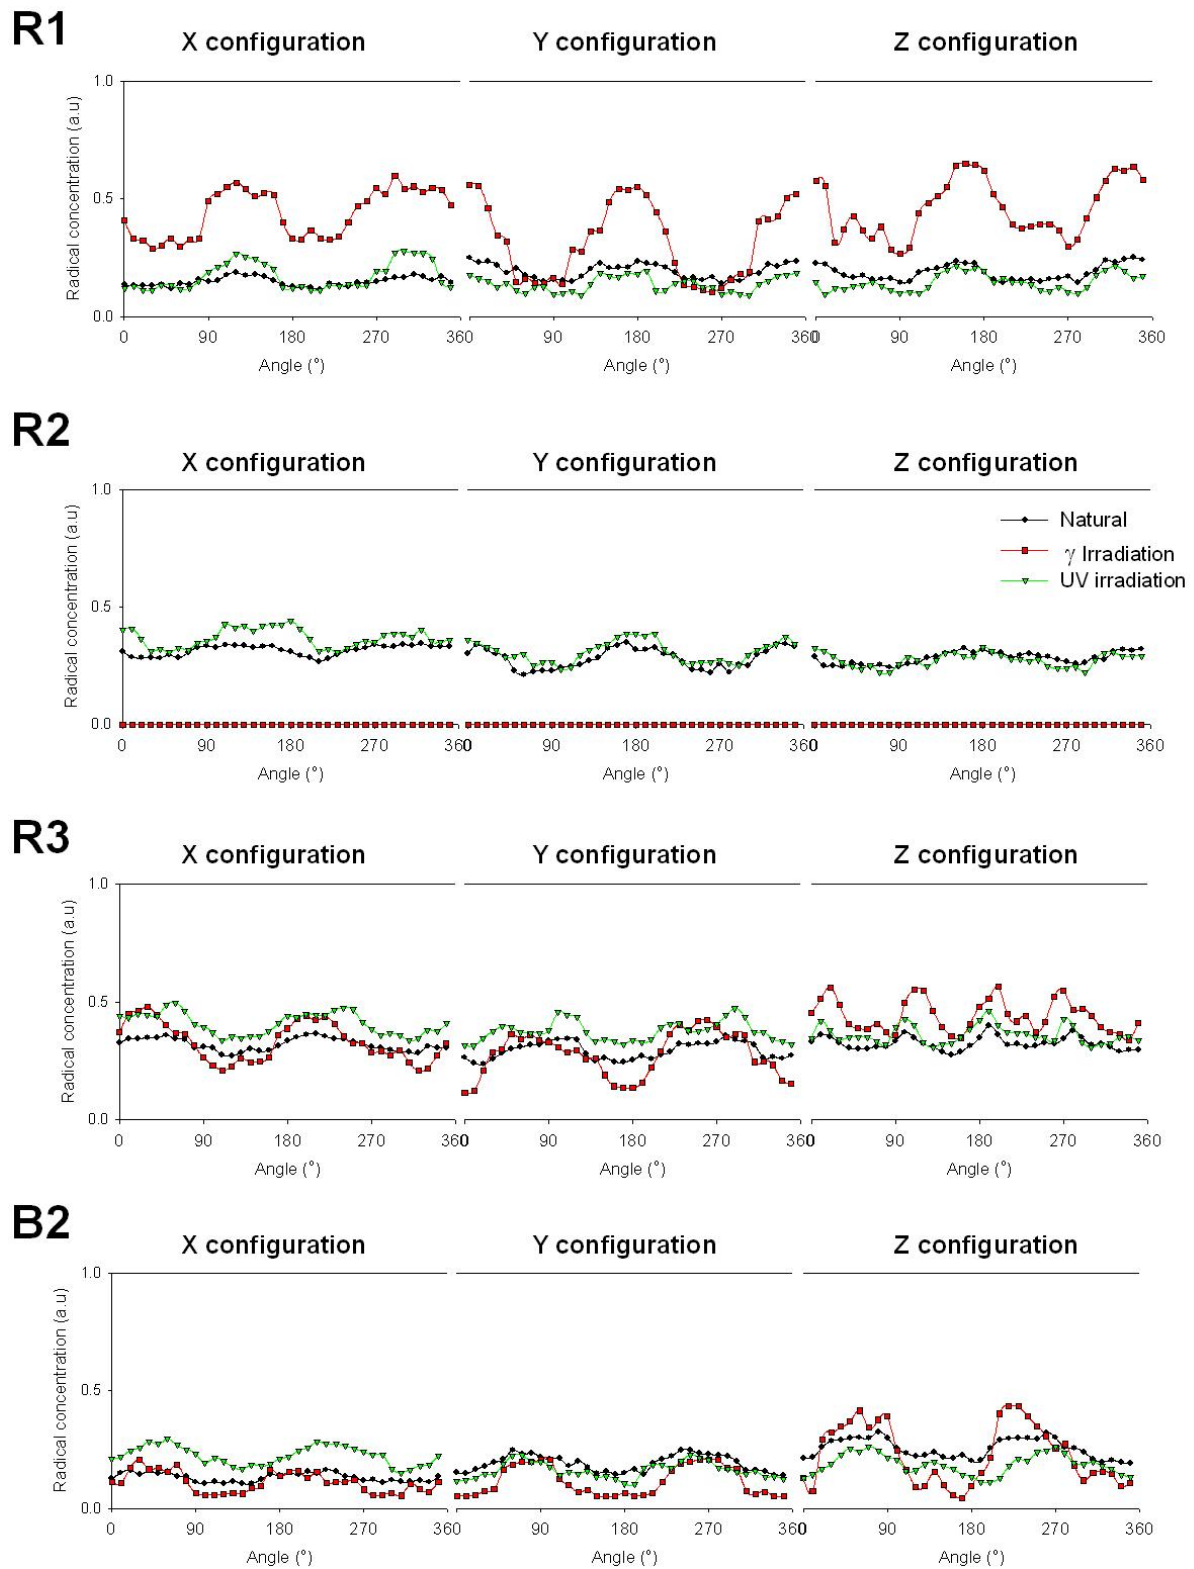 R1
X configuration Y configuration Z configuration
Radical concentration (a.u)
1.0
0.5
0.0
0 90 180 270 360 0 90 180 270 360 0 90 180 270 360
Angle (°) Angle (°) Angle (°)
R2
X configuration Y configuration Z configuration
Radical concentration (a.u)
1.0
Natural
γ Irradiation
UV irradiation
0.5
0.0
0 90 180 270 360 0 90 180 270 360 0 90 180 270 360
Angle (°) Angle (°) Angle (°)
R3
X configuration Y configuration Z configuration
Radical concentration (a.u)
1.0
0.5
0.0
0 90 180 270 360 0 90 180 270 360 0 90 180 270 360
Angle (°) Angle (°) Angle (°)
B2
X configuration Y configuration Z configuration
Radical concentration (a.u)
1.0
0.5
0.0
0 90 180 270 360 0 90 180 270 360 0 90 180 270 360
Angle (°) Angle (°) Angle (°)